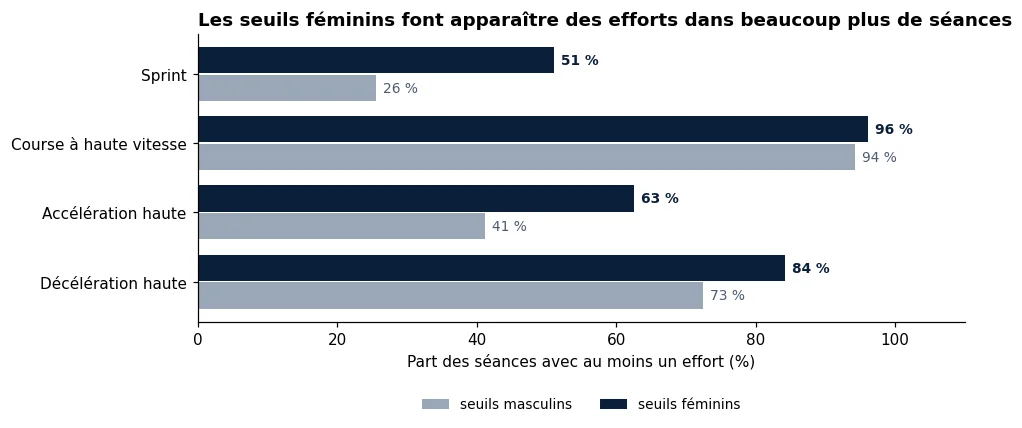 Les seuils féminins font apparaître des efforts dans beaucoup plus de séances
Sprint
51 %
26 %
Course à haute vitesse
96 %
94 %
Accélération haute
63 %
41 %
Décélération haute
84 %
73 %
0 20 40 60 80 100
Part des séances avec au moins un effort (%)
seuils masculins seuils féminins